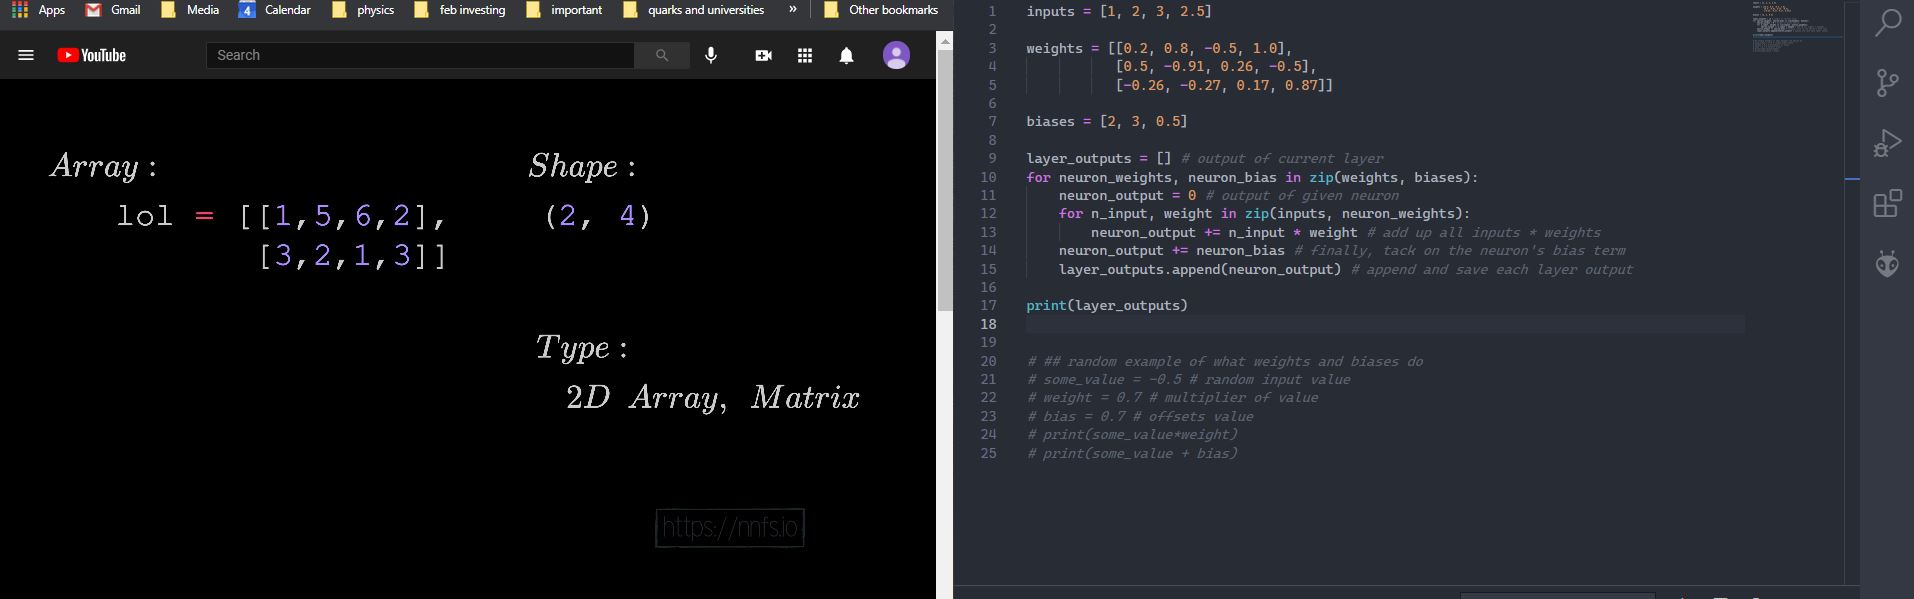 Apps Gmail Media Calendar physics feb investing important quarks and universities » Other bookmarks
YouTube Search
Array :
lol = [[1,5,6,2],
[3,2,1,3]]
Shape :
(2, 4)
Type :
2D Array, Matrix
https://nnfs.io
1 inputs = [1, 2, 3, 2.5]
2
3 weights = [[0.2, 0.8, -0.5, 1.0],
4 [0.5, -0.91, 0.26, -0.5],
5 [-0.26, -0.27, 0.17, 0.87]]
6
7 biases = [2, 3, 0.5]
8
9 layer_outputs = [] # output of current layer
10 for neuron_weights, neuron_bias in zip(weights, biases):
11 neuron_output = 0 # output of given neuron
12 for n_input, weight in zip(inputs, neuron_weights):
13 neuron_output += n_input * weight # add up all inputs * weights
14 neuron_output += neuron_bias # finally, tack on the neuron's bias term
15 layer_outputs.append(neuron_output) # append and save each layer output
16
17 print(layer_outputs)
18
19
20 # ## random example of what weights and biases do
21 # some_value = -0.5 # random input value
22 # weight = 0.7 # multiplier of value
23 # bias = 0.7 # offsets value
24 # print(some_value*weight)
25 # print(some_value + bias)